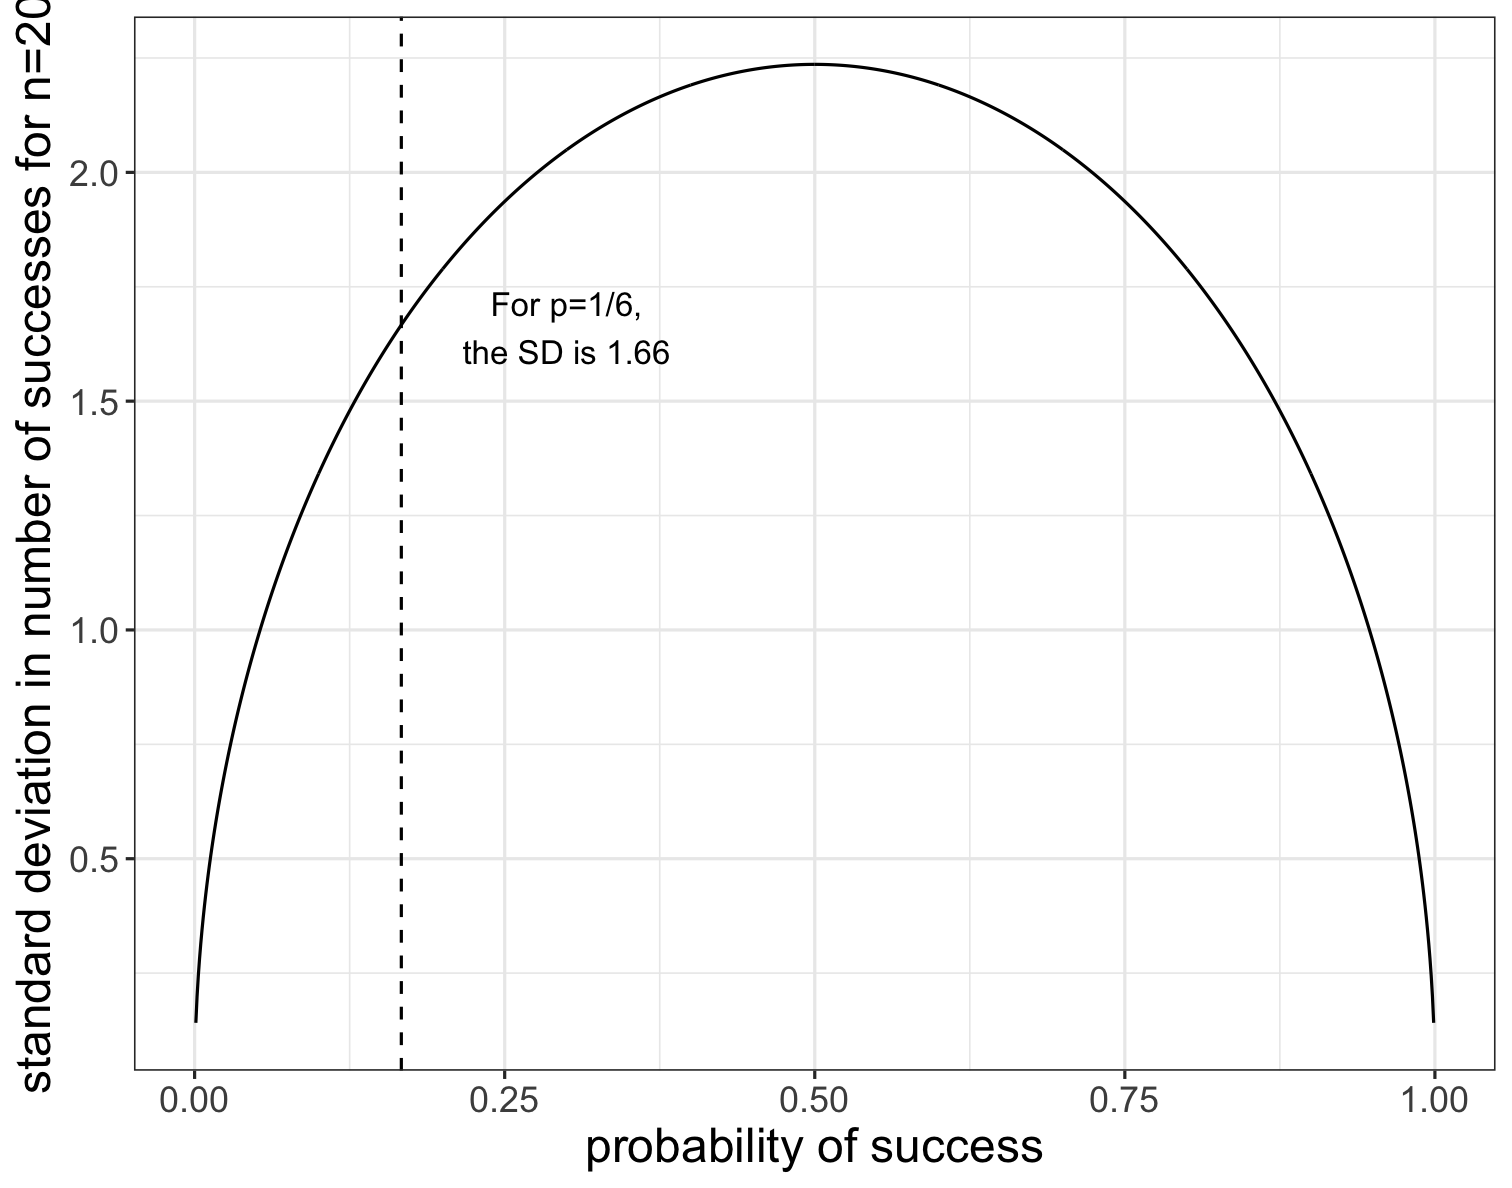 standard deviation in number of successes for n=20
2.0
1.5
1.0
0.5
For p=1/6,
the SD is 1.66
0.00 0.25 0.50 0.75 1.00
probability of success